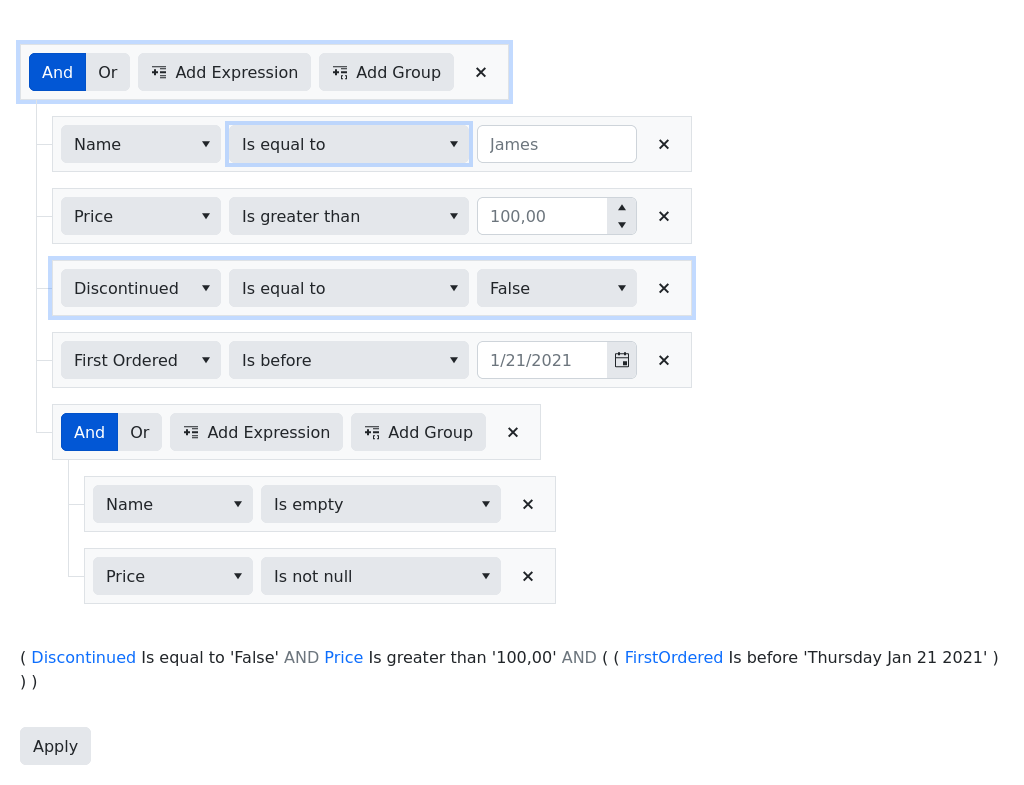 And Or Add Expression Add Group
Name Is equal to James
Price Is greater than 100,00
Discontinued Is equal to False
First Ordered Is before 1/21/2021
And Or Add Expression Add Group
Name Is empty
Price Is not null
( Discontinued Is equal to 'False' AND Price Is greater than '100,00' AND ( ( FirstOrdered Is before 'Thursday Jan 21 2021' )
) )
Apply